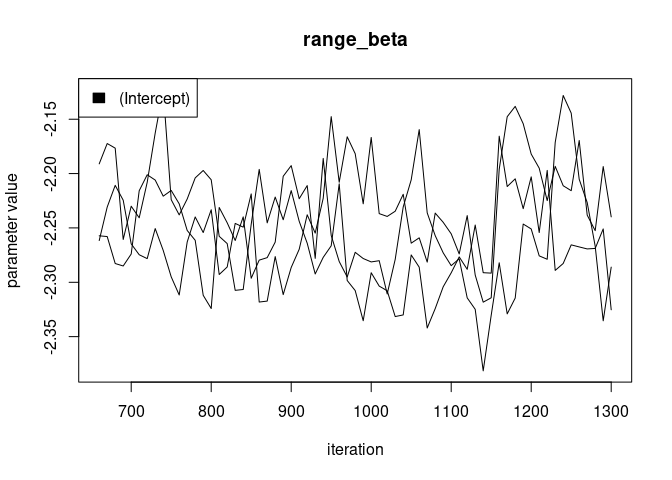 range_beta
(Intercept)
parameter value
-2.15
-2.20
-2.25
-2.30
-2.35
700 800 900 1000 1100 1200 1300
iteration